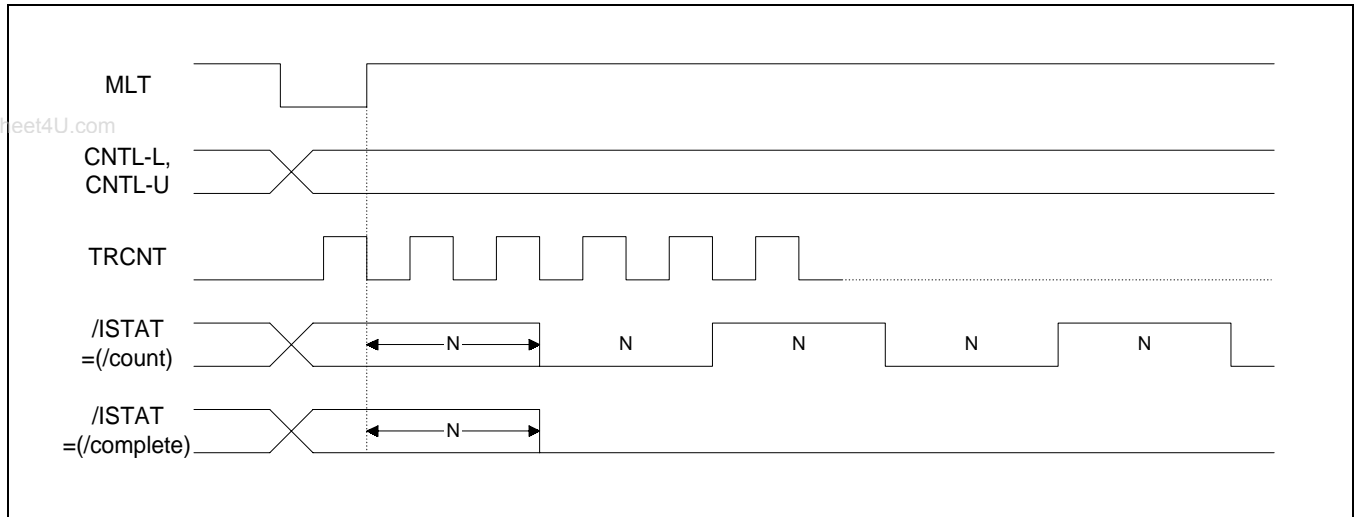 MLT
heet4U.com
CNTL-L,
CNTL-U
TRCNT
/ISTAT
=(/count)
N N N N N
/ISTAT
=(/complete)
N